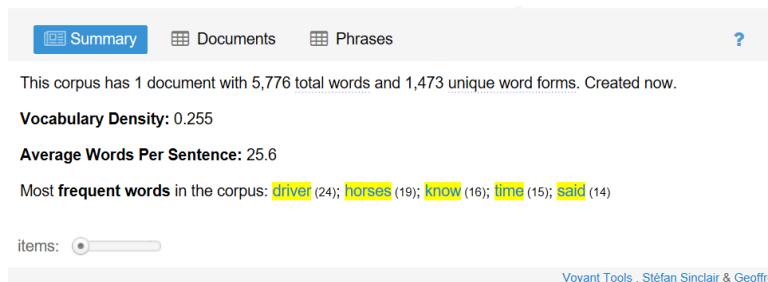 Summary Documents Phrases ?
This corpus has 1 document with 5,776 total words and 1,473 unique word forms. Created now.
Vocabulary Density: 0.255
Average Words Per Sentence: 25.6
Most frequent words in the corpus: driver (24); horses (19); know (16); time (15); said (14)
items:
Voyant Tools , Stéfan Sinclair & Geoffr